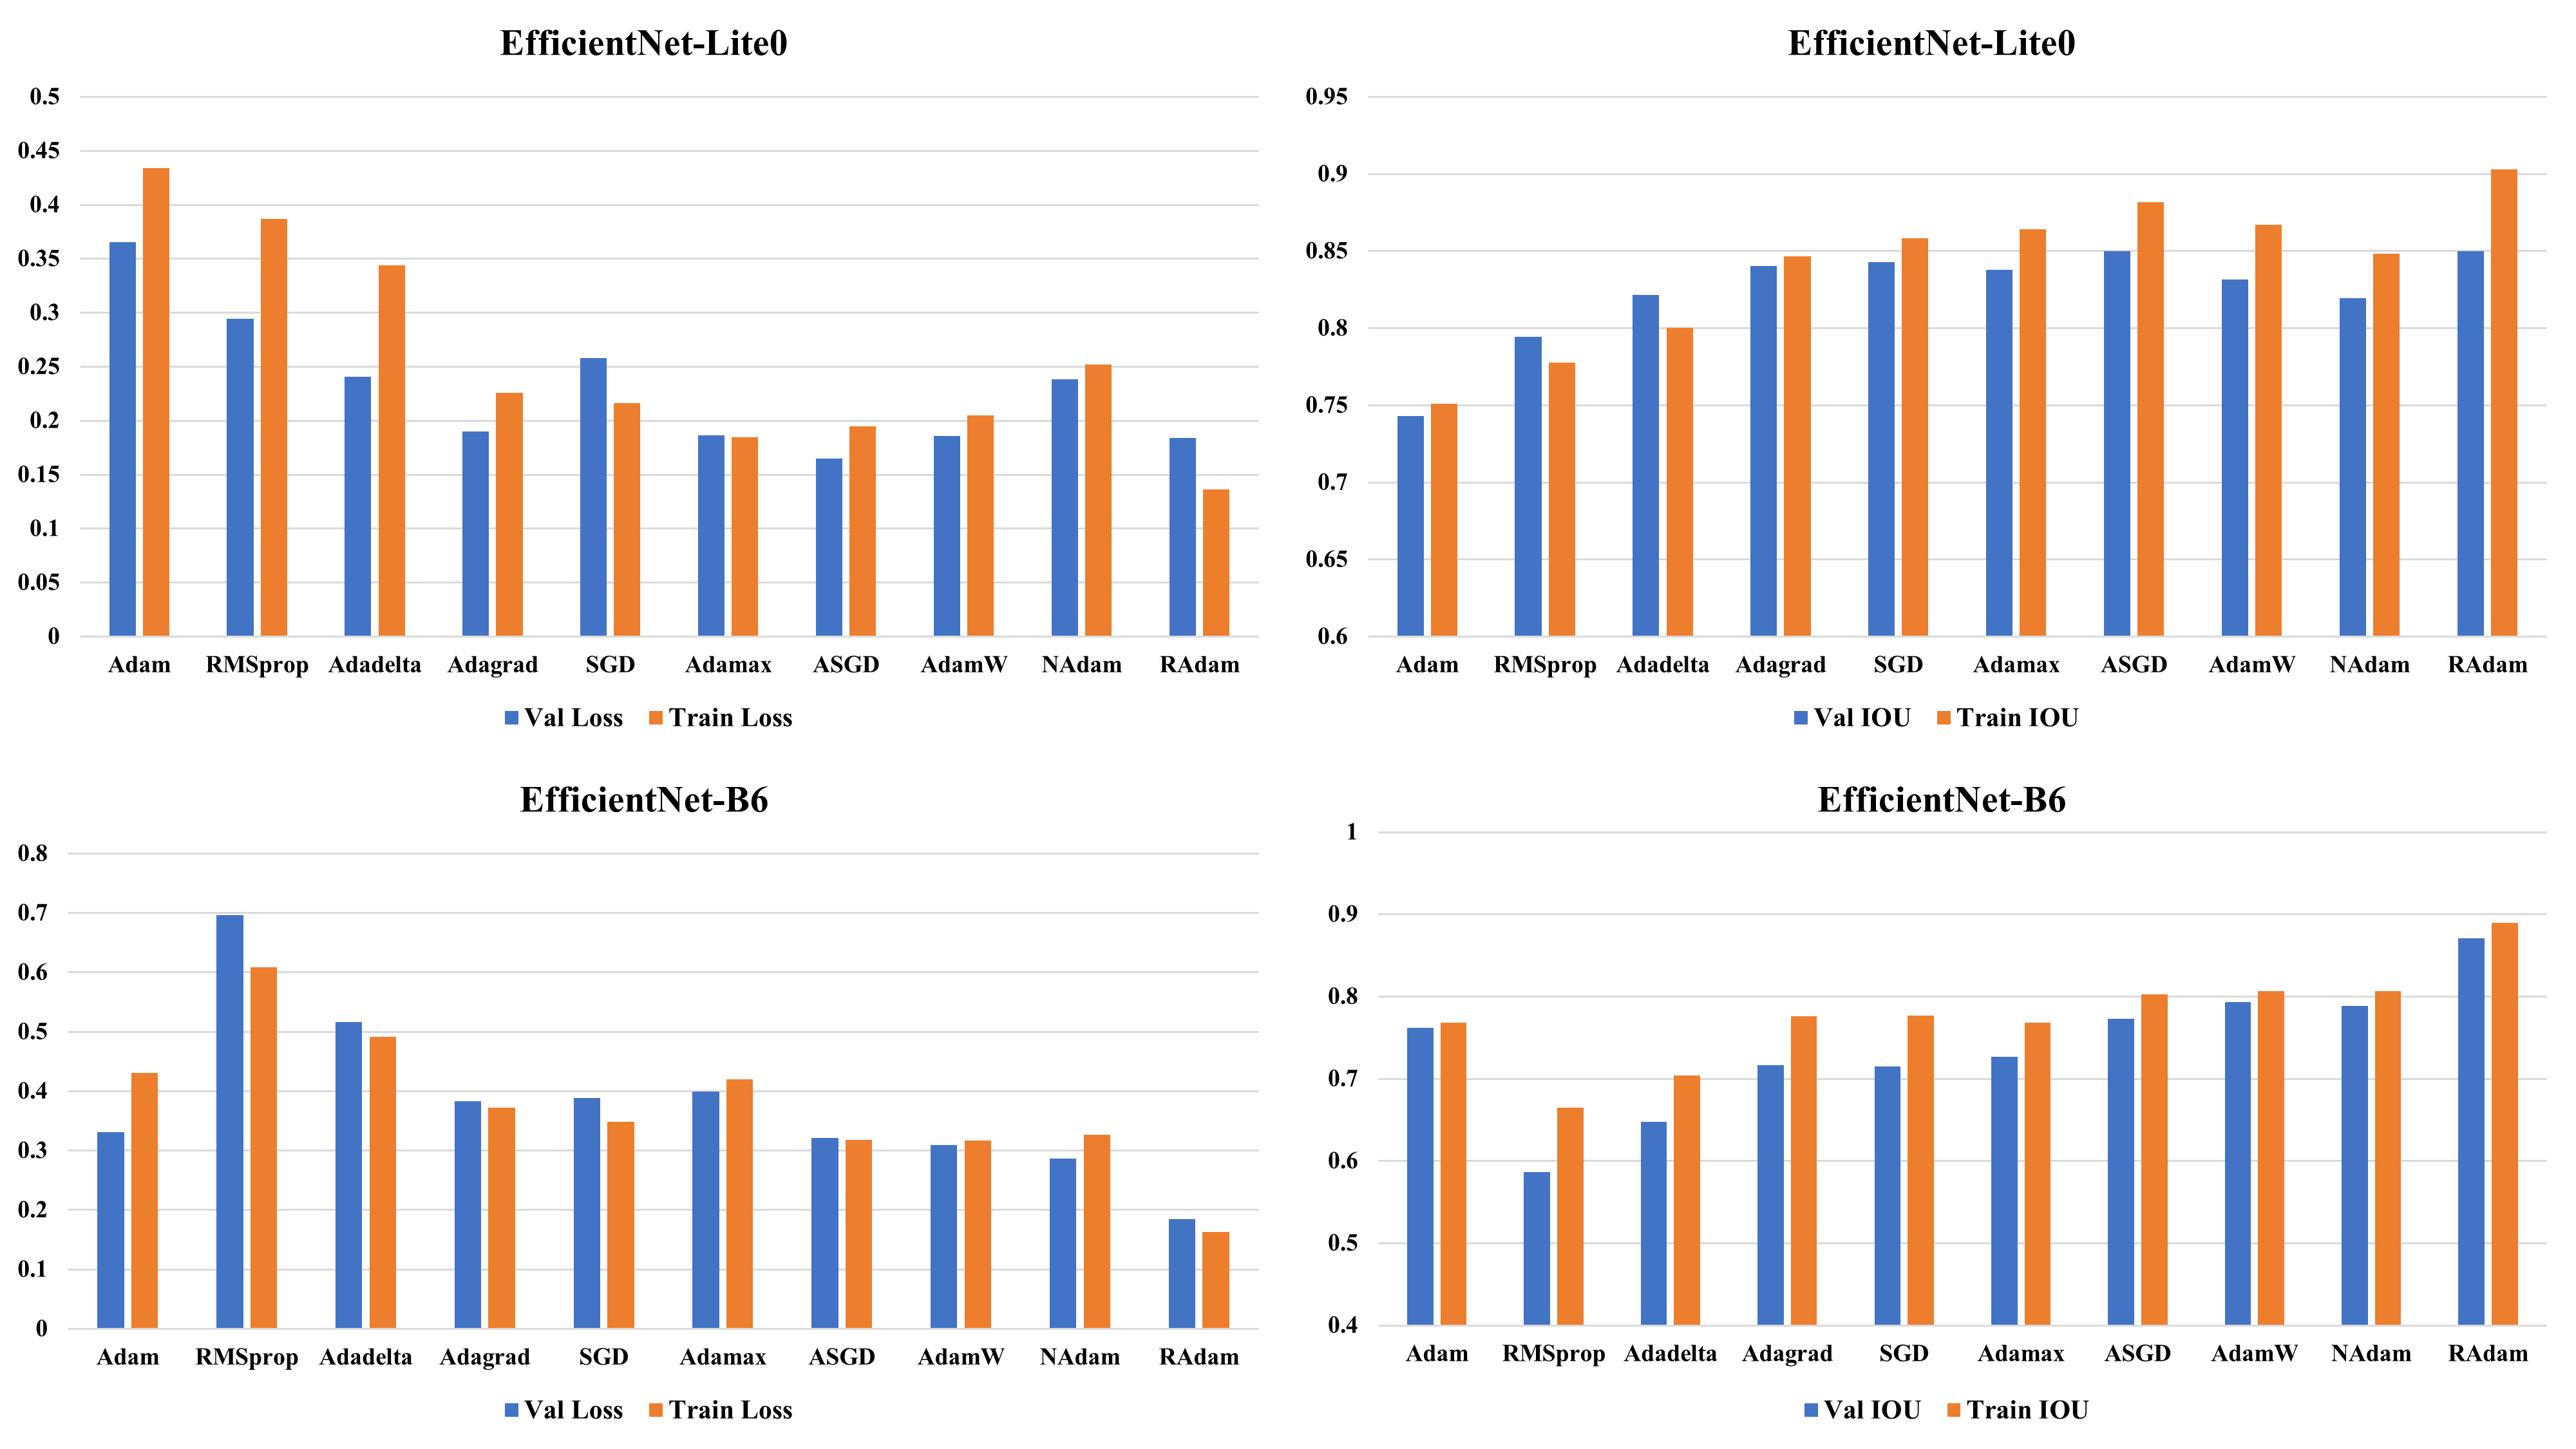 EfficientNet-Lite0
0.5
0.45
0.4
0.35
0.3
0.25
0.2
0.15
0.1
0.05
0
Adam RMSprop Adadelta Adagrad SGD Adamax ASGD AdamW NAdam RAdam
Val Loss Train Loss
EfficientNet-Lite0
0.95
0.9
0.85
0.8
0.75
0.7
0.65
0.6
Adam RMSprop Adadelta Adagrad SGD Adamax ASGD AdamW NAdam RAdam
Val IOU Train IOU
EfficientNet-B6
0.8
0.7
0.6
0.5
0.4
0.3
0.2
0.1
0
Adam RMSprop Adadelta Adagrad SGD Adamax ASGD AdamW NAdam RAdam
Val Loss Train Loss
EfficientNet-B6
1
0.9
0.8
0.7
0.6
0.5
0.4
Adam RMSprop Adadelta Adagrad SGD Adamax ASGD AdamW NAdam RAdam
Val IOU Train IOU